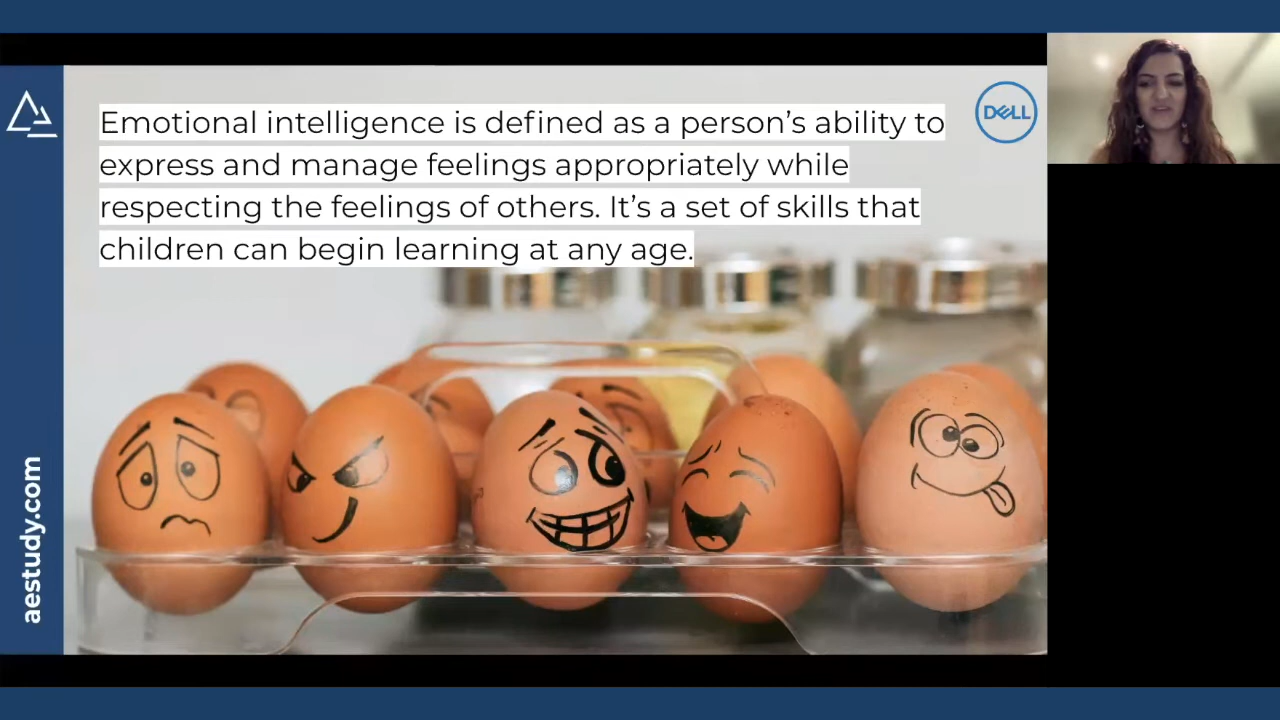 Emotional intelligence is defined as a person’s ability to
express and manage feelings appropriately while
respecting the feelings of others. It’s a set of skills that
children can begin learning at any age.
DELL
aestudy.com